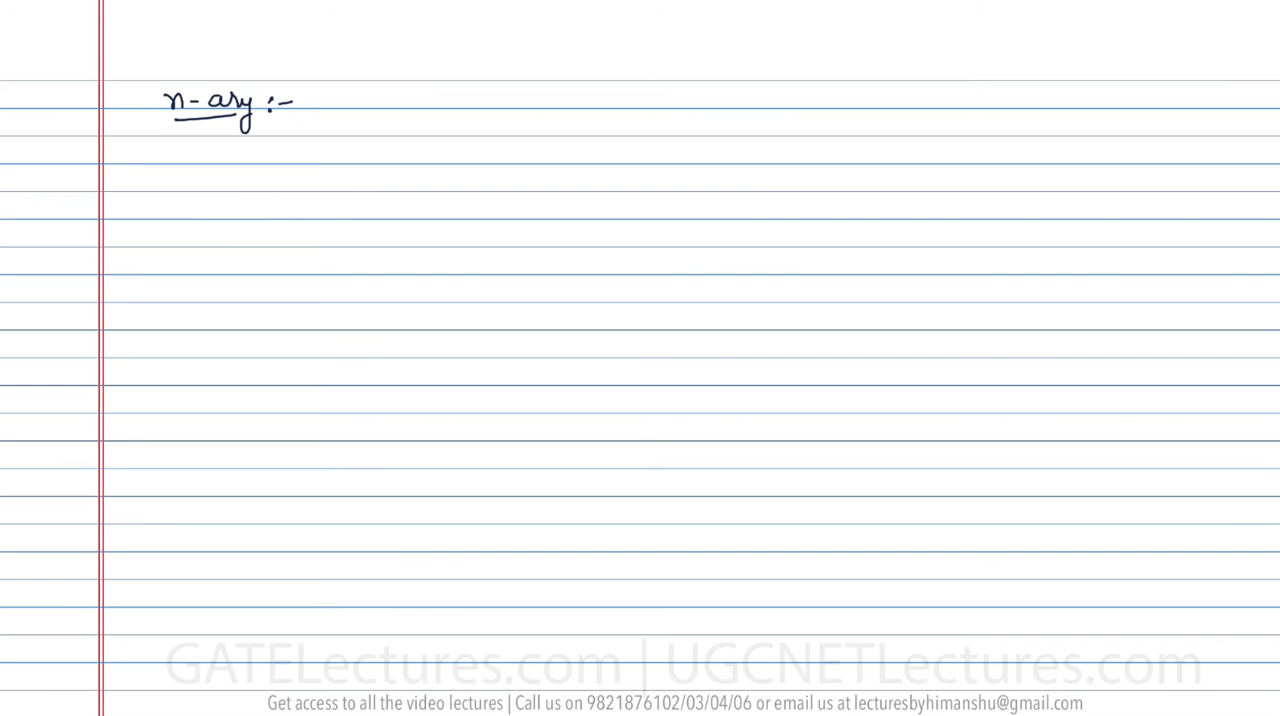 n-ary :-
GATELectures.com | UGCNETLectures.com
Get access to all the video lectures | Call us on 9821876102/03/04/06 or email us at lecturesbyhimanshu@gmail.com